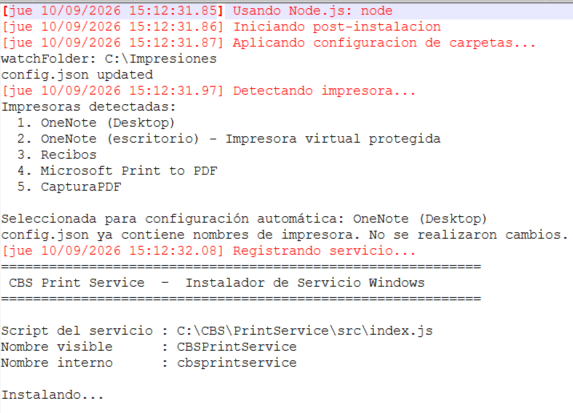 [jue 10/09/2026 15:12:31.85] Usando Node.js: node
[jue 10/09/2026 15:12:31.86] Iniciando post-instalacion
[jue 10/09/2026 15:12:31.87] Aplicando configuracion de carpetas...
watchFolder: C:\Impresiones
config.json updated
[jue 10/09/2026 15:12:31.97] Detectando impresora...
Impresoras detectadas:
1. OneNote (Desktop)
2. OneNote (escritorio) - Impresora virtual protegida
3. Recibos
4. Microsoft Print to PDF
5. CapturaPDF
Seleccionada para configuración automática: OneNote (Desktop)
config.json ya contiene nombres de impresora. No se realizaron cambios.
[jue 10/09/2026 15:12:32.08] Registrando servicio...
============================================================
CBS Print Service  -  Instalador de Servicio Windows
============================================================
Script del servicio : C:\CBS\PrintService\src\index.js
Nombre visible      : CBSPrintService
Nombre interno      : cbsprintservice
Instalando...